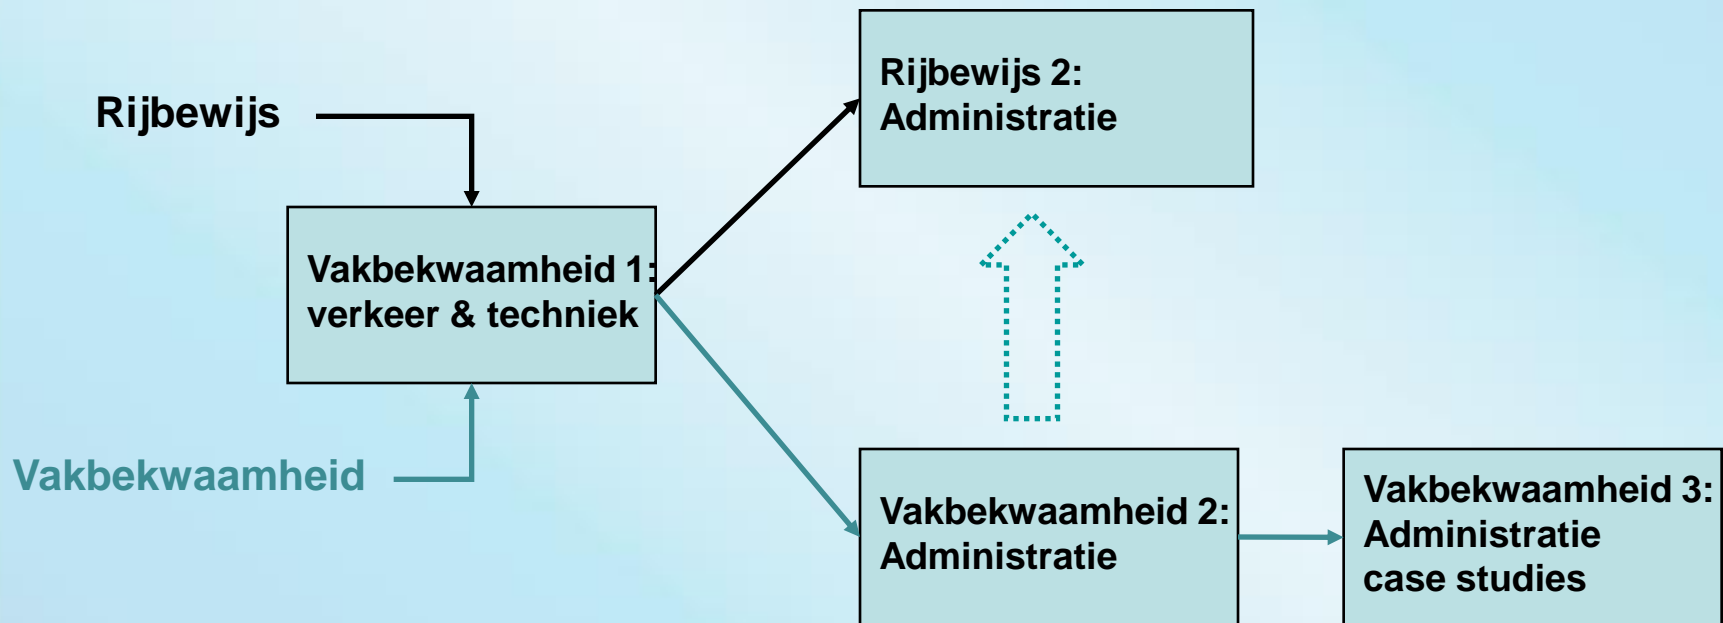 Rijbewijs
Vakbekwaamheid 1:
verkeer & techniek
Vakbekwaamheid
Rijbewijs 2:
Administratie
Vakbekwaamheid 2:
Administratie
Vakbekwaamheid 3:
Administratie
case studies